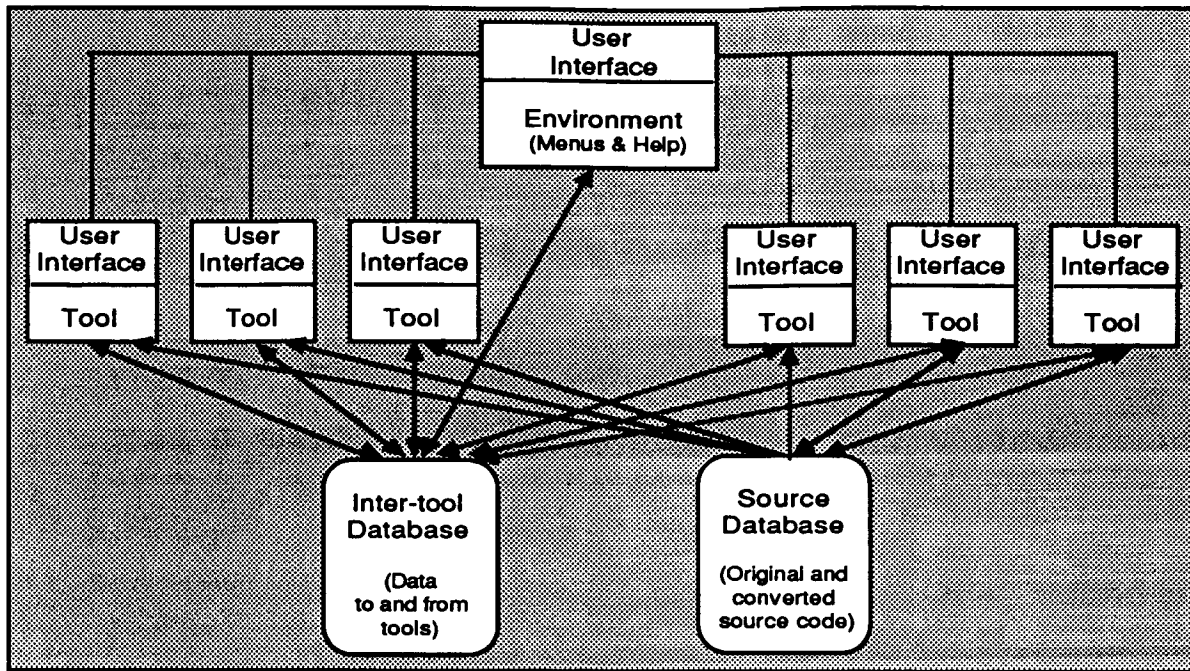 User
Interface
Environment
(Menus & Help)
User
Interface
Tool
User
Interface
Tool
User
Interface
Tool
User
Interface
Tool
User
Interface
Tool
User
Interface
Tool
Inter-tool
Database
(Data
to and from
tools)
Source
Database
(Original and
converted
source code)